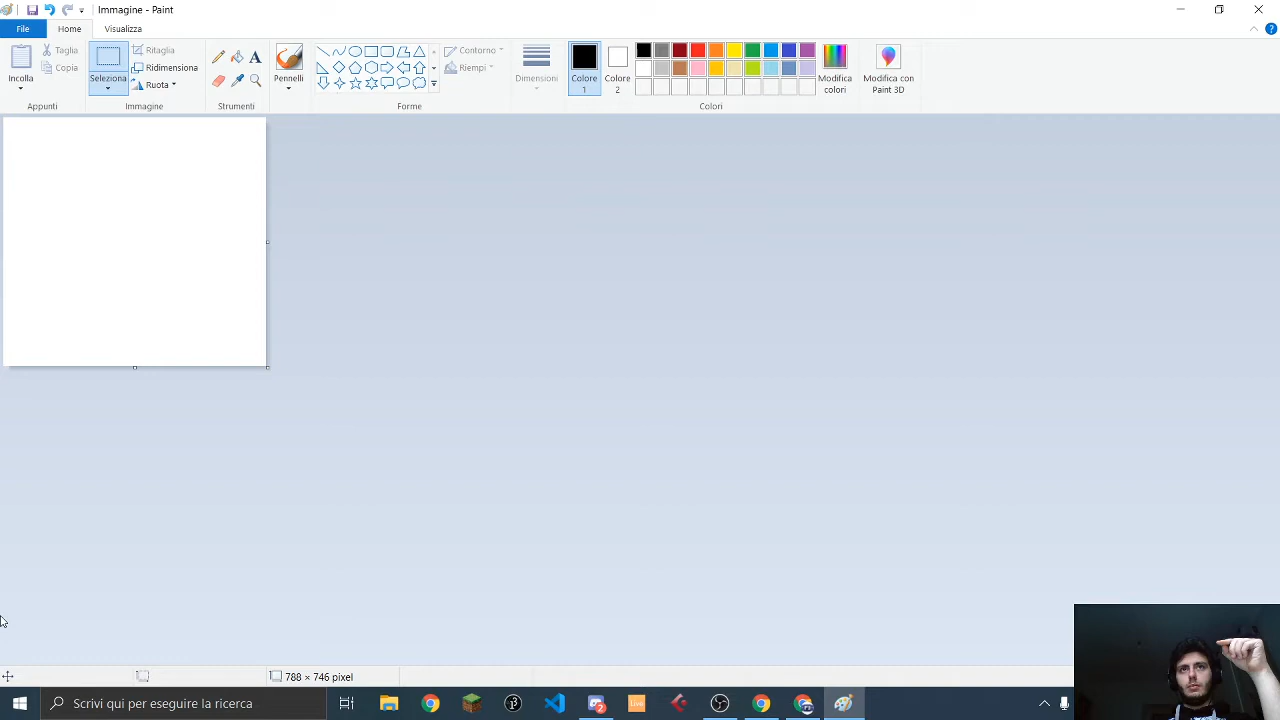 Immagine - Paint
File
Home
Visualizza
Incolla
Taglia
Copia
Appunti
Seleziona
Ritaglia
Ridimensiona
Ruota
Immagine
A
Strumenti
Pennelli
Contorno
Riempi
Forme
Dimensioni
Colore
1
Colore
2
Modifica
colori
Colori
Modifica con
Paint 3D
788 × 746 pixel
Scrivi qui per eseguire la ricerca
2
Live